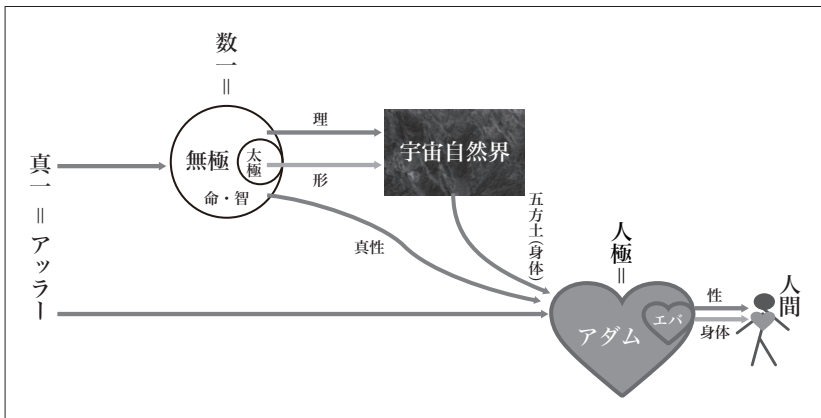 数一＝
理
宇宙自然界
無極
太極
形
真一＝アッラー
命・智
真性
五方土(身体)
人極＝
人間
性
エバ
アダム
身体